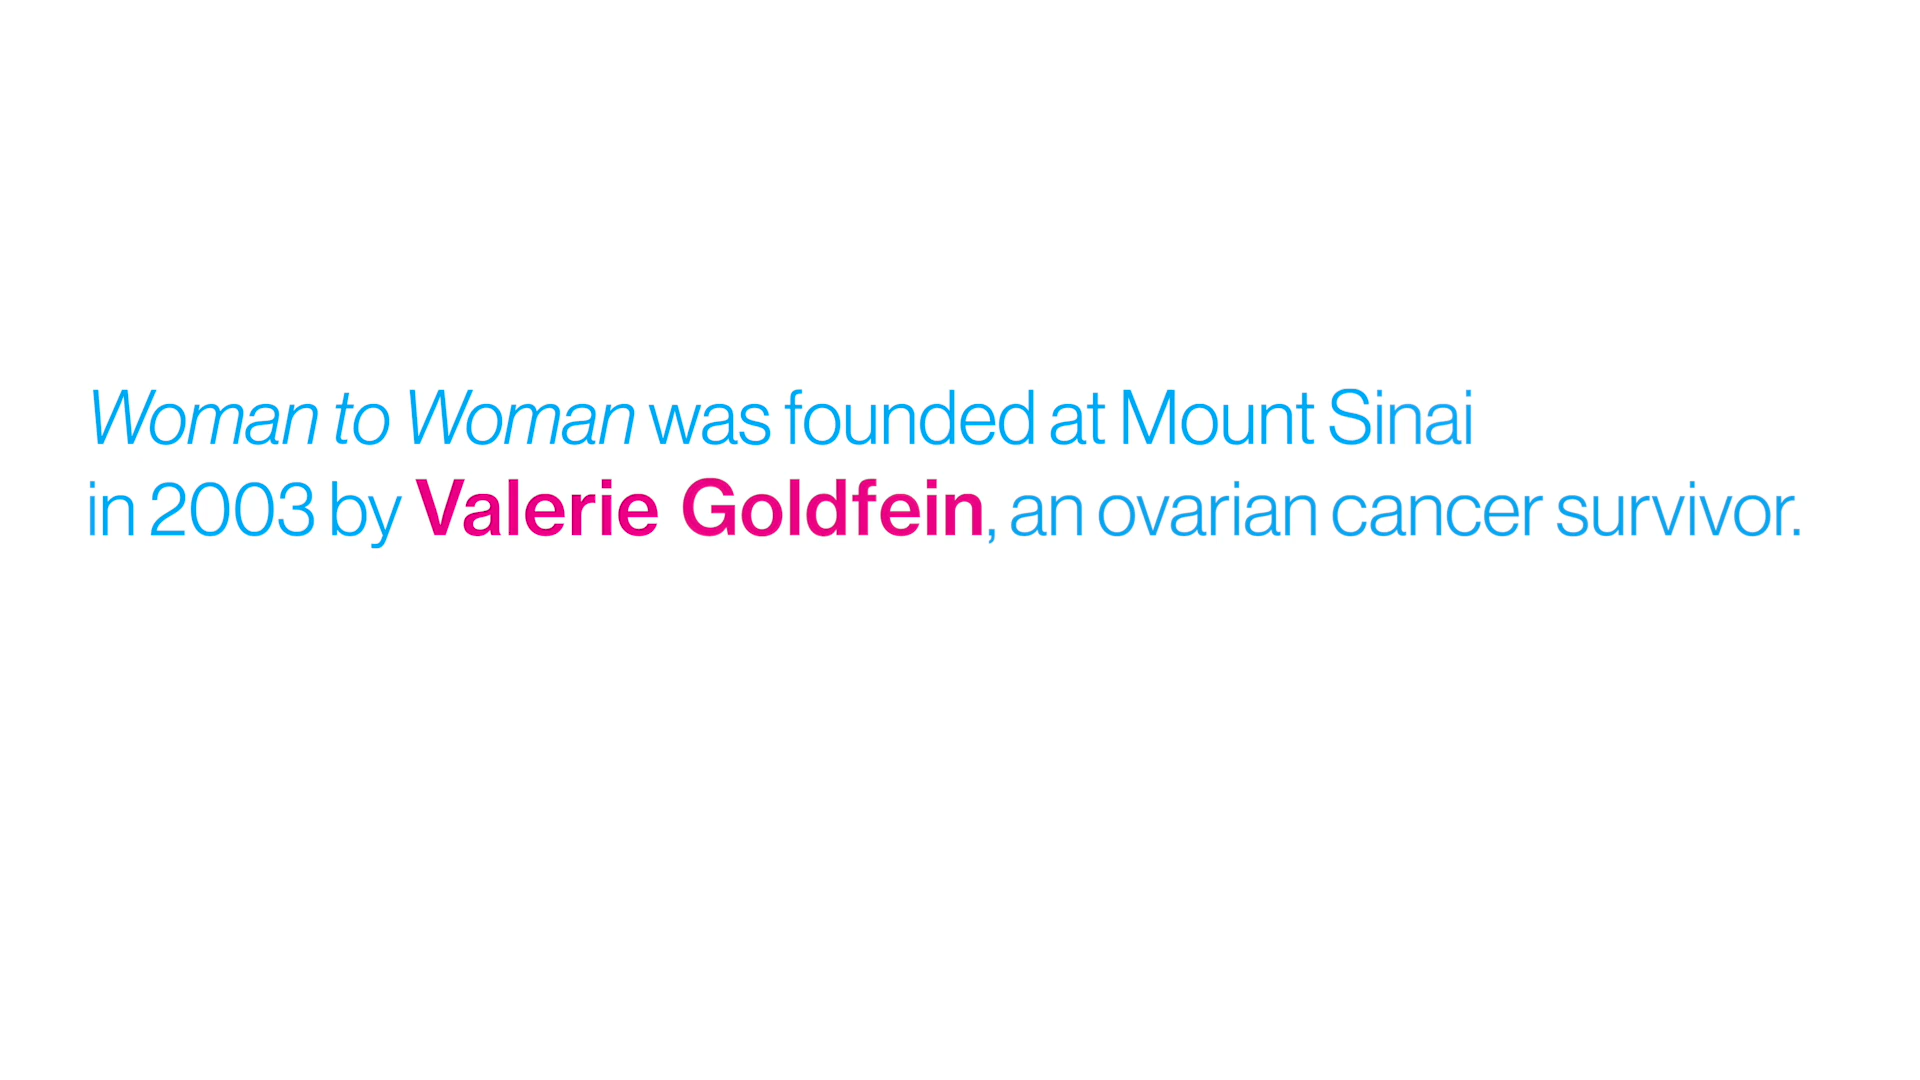 Woman to Woman was founded at Mount Sinai
in 2003 by Valerie Goldfein, an ovarian cancer survivor.